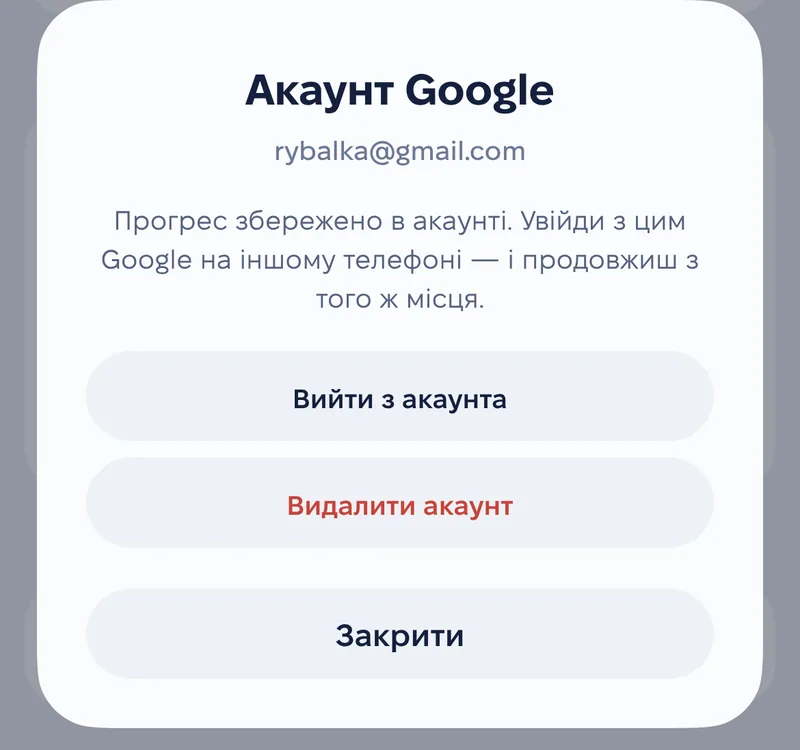 Акаунт Google
rybalka@gmail.com
Прогрес збережено в акаунті. Увійди з цим
Google на іншому телефоні — і продовжиш з
того ж місця.
Вийти з акаунта
Видалити акаунт
Закрити